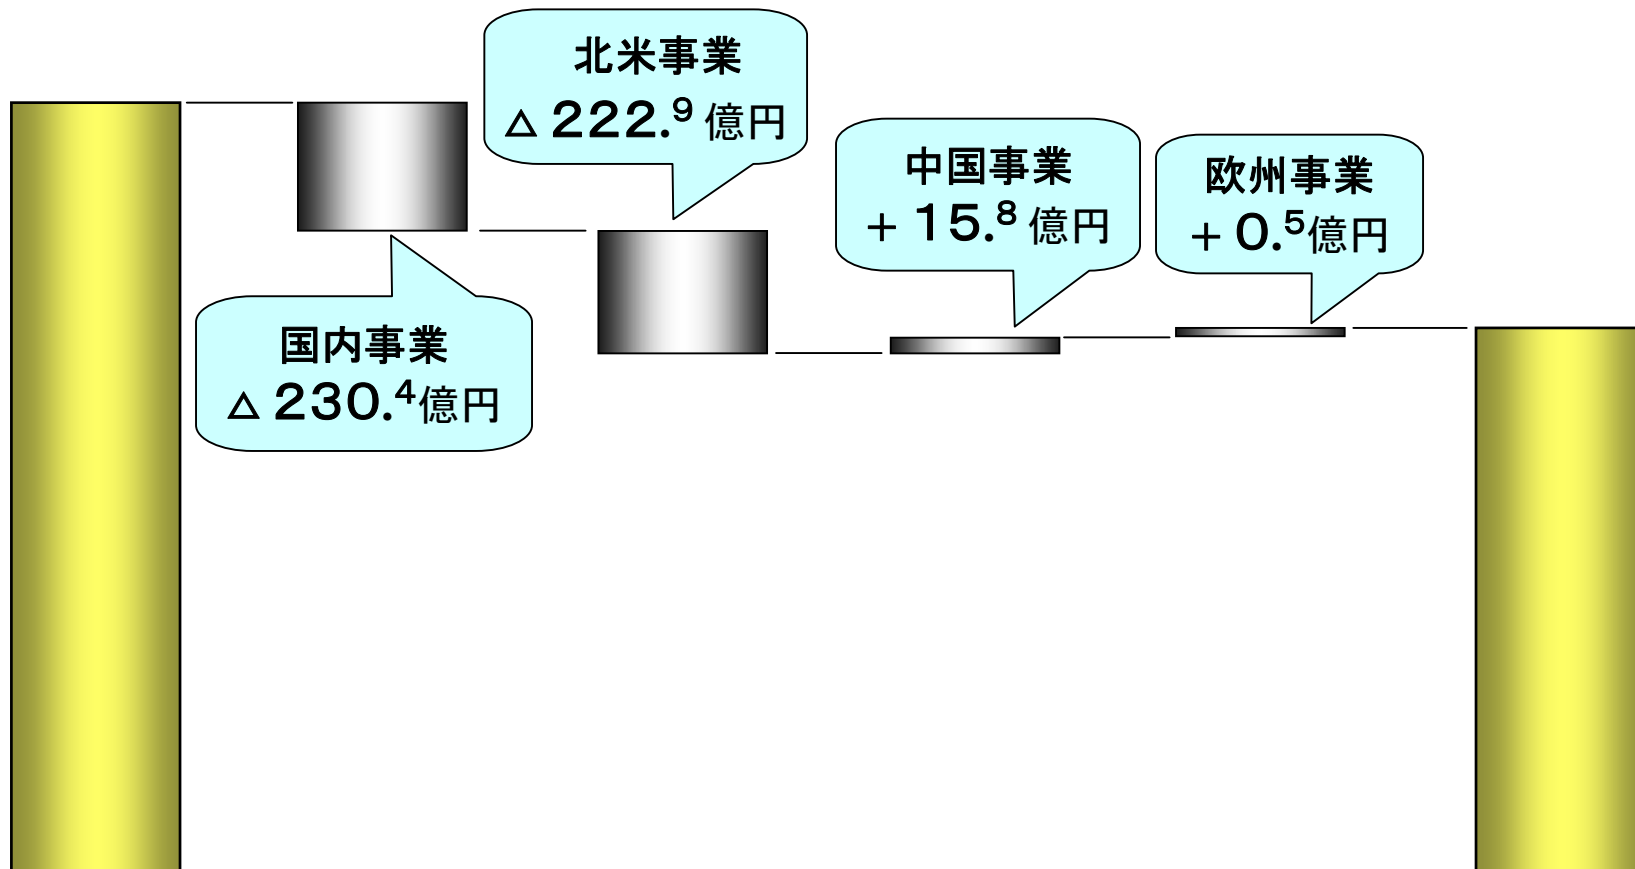 北米事業
△ 222.9 億円
中国事業
+ 15.8 億円
欧州事業
+ 0.5億円
国内事業
△ 230.4億円